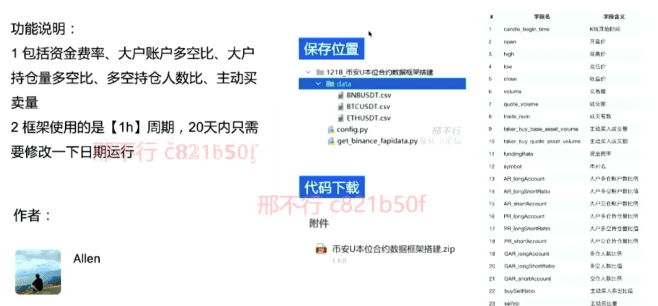 功能说明：
1 包括资金费率、大户账户多空比、大户
持仓量多空比、多空持仓人数比、主动买
卖量
2 框架使用的是【1h】周期，20天内只需
要修改一下日期运行
邢不行 c821b50f
作者：
Allen
保存位置
1218_币安U本位合约数据框架搭建
data
BNBUSDT.csv
BTCUSDT.csv
ETHUSDT.csv
config.py
get_binance_fapidata.py
邢不行
代码下载
邢不行 c821b50f
附件
币安U本位合约数据框架搭建.zip
4 KB
# 字段名 字段含义
1 candle_begin_time K线开始时间
2 open 开盘价
3 high 最高价
4 low 最低价
5 close 收盘价
6 volume 交易量
7 quote_volume 成交额
8 trade_num 成交笔数
9 taker_buy_base_asset_volume 主动买入成交量
10 taker_buy_quote_asset_volume 主动买入成交额
11 fundingRate 资金费率
12 symbol
13 AR_longAccount 大户多仓账户数比例
14 AR_longShortRatio 大户多空账户数比值
15 AR_shortAccount 大户空仓账户数比例
16 PR_longAccount 大户多仓持仓量比例
17 PR_longShortRatio 大户多空持仓量比值
18 PR_shortAccount 大户空仓持仓量比例
19 GAR_longAccount 多仓人数比例
20 GAR_longShortRatio 多空人数比值
21 GAR_shortAccount 空仓人数比例
22 buySellRatio 主动买入卖出比值
23 sellVol 主动卖出量